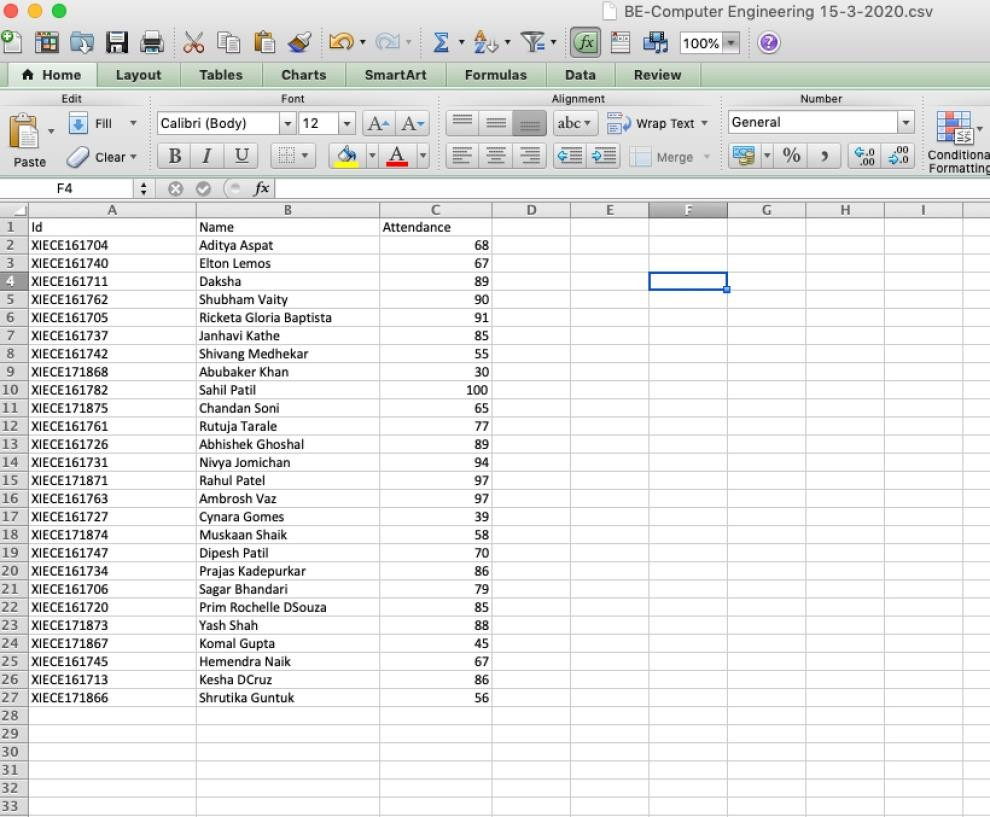 BE-Computer Engineering 15-3-2020.csv
fx 100% ?
Home Layout Tables Charts SmartArt Formulas Data Review
Edit Font Alignment Number
Fill Calibri (Body) 12 A A abc Wrap Text General
Paste Clear B I U A Merge % , .0 .00 .00 .0 Conditiona
Formatting
F4 fx
A B C D E F G H I
1 Id Name Attendance
2 XIECE161704 Aditya Aspat 68
3 XIECE161740 Elton Lemos 67
4 XIECE161711 Daksha 89
5 XIECE161762 Shubham Vaity 90
6 XIECE161705 Ricketa Gloria Baptista 91
7 XIECE161737 Janhavi Kathe 85
8 XIECE161742 Shivang Medhekar 55
9 XIECE171868 Abubaker Khan 30
10 XIECE161782 Sahil Patil 100
11 XIECE171875 Chandan Soni 65
12 XIECE161761 Rutuja Tarale 77
13 XIECE161726 Abhishek Ghoshal 89
14 XIECE161731 Nivya Jomichan 94
15 XIECE171871 Rahul Patel 97
16 XIECE161763 Ambrosh Vaz 97
17 XIECE161727 Cynara Gomes 39
18 XIECE171874 Muskaan Shaik 58
19 XIECE161747 Dipesh Patil 70
20 XIECE161734 Prajas Kadepurkar 86
21 XIECE161706 Sagar Bhandari 79
22 XIECE161720 Prim Rochelle DSouza 85
23 XIECE171873 Yash Shah 88
24 XIECE171867 Komal Gupta 45
25 XIECE161745 Hemendra Naik 67
26 XIECE161713 Kesha DCruz 86
27 XIECE171866 Shrutika Guntuk 56
28
29
30
31
32
33